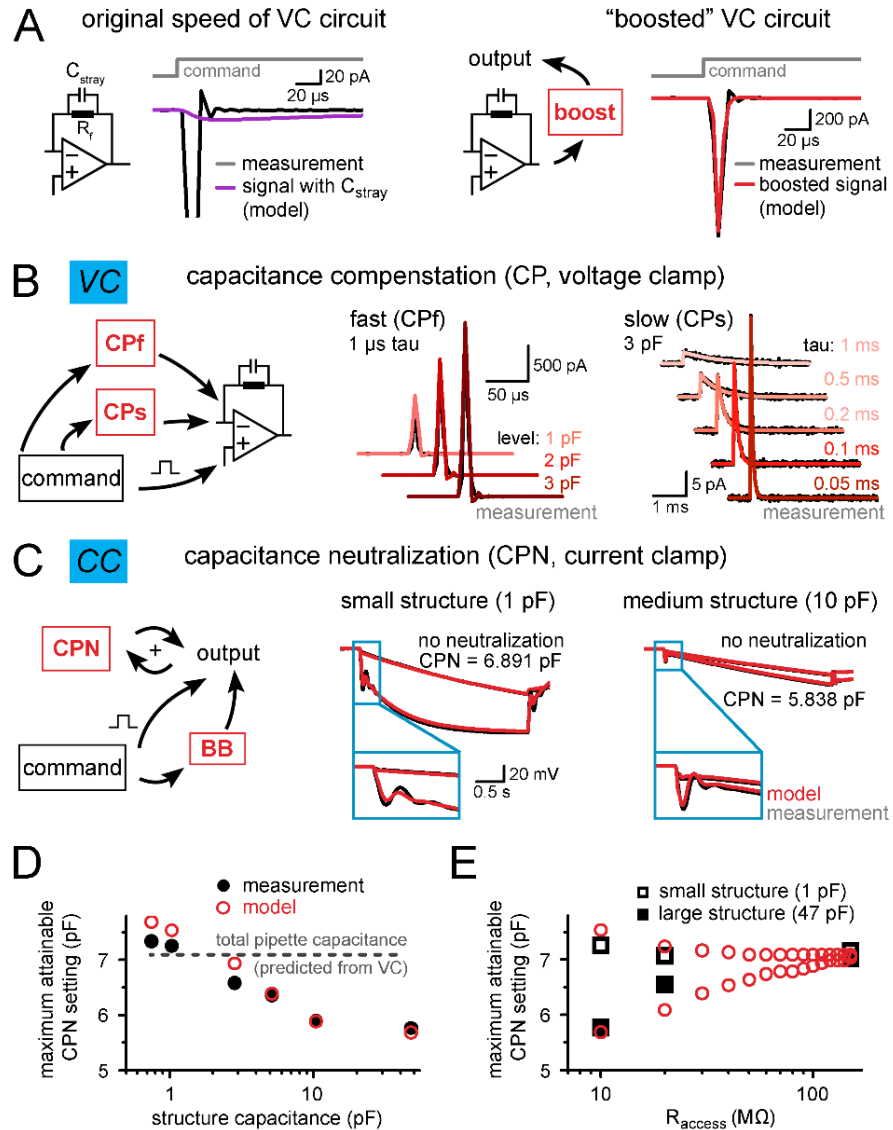 A
original speed of VC circuit
"boosted" VC circuit
Cstray
Rf
−
+
command
20 pA
20 µs
measurement
signal with Cstray
(model)
output
boost
−
+
command
200 pA
20 µs
measurement
boosted signal
(model)
B
VC
capacitance compenstation (CP, voltage clamp)
CPf
CPs
command
−
+
fast (CPf)
1 µs tau
500 pA
50 µs
level: 1 pF
2 pF
3 pF
measurement
slow (CPs)
3 pF
tau: 1 ms
0.5 ms
0.2 ms
0.1 ms
0.05 ms
5 pA
1 ms
measurement
C
CC
capacitance neutralization (CPN, current clamp)
CPN
+
output
BB
command
small structure (1 pF)
no neutralization
CPN = 6.891 pF
20 mV
0.5 s
medium structure (10 pF)
no neutralization
CPN = 5.838 pF
model
measurement
D
measurement
model
total pipette capacitance
(predicted from VC)
maximum attainable
CPN setting (pF)
7
6
5
1
10
structure capacitance (pF)
E
small structure (1 pF)
large structure (47 pF)
maximum attainable
CPN setting (pF)
7
6
5
10
100
Raccess (MΩ)